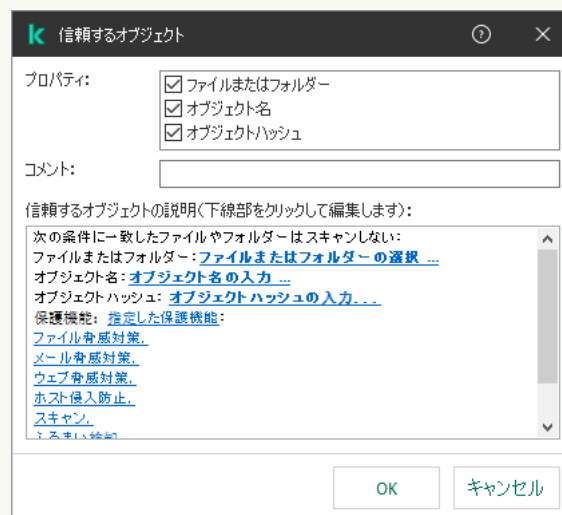 信頼するオブジェクト
プロパティ:
ファイルまたはフォルダー
オブジェクト名
オブジェクトハッシュ
コメント:
信頼するオブジェクトの説明(下線部をクリックして編集します):
次の条件に一致したファイルやフォルダーはスキャンしない:
ファイルまたはフォルダー:ファイルまたはフォルダーの選択 ...
オブジェクト名:オブジェクト名の入力 ...
オブジェクトハッシュ: オブジェクトハッシュの入力...
保護機能: 指定した保護機能:
ファイル脅威対策,
メール脅威対策,
ウェブ脅威対策,
ホスト侵入防止,
スキャン,
ふるまい検知
OK キャンセル